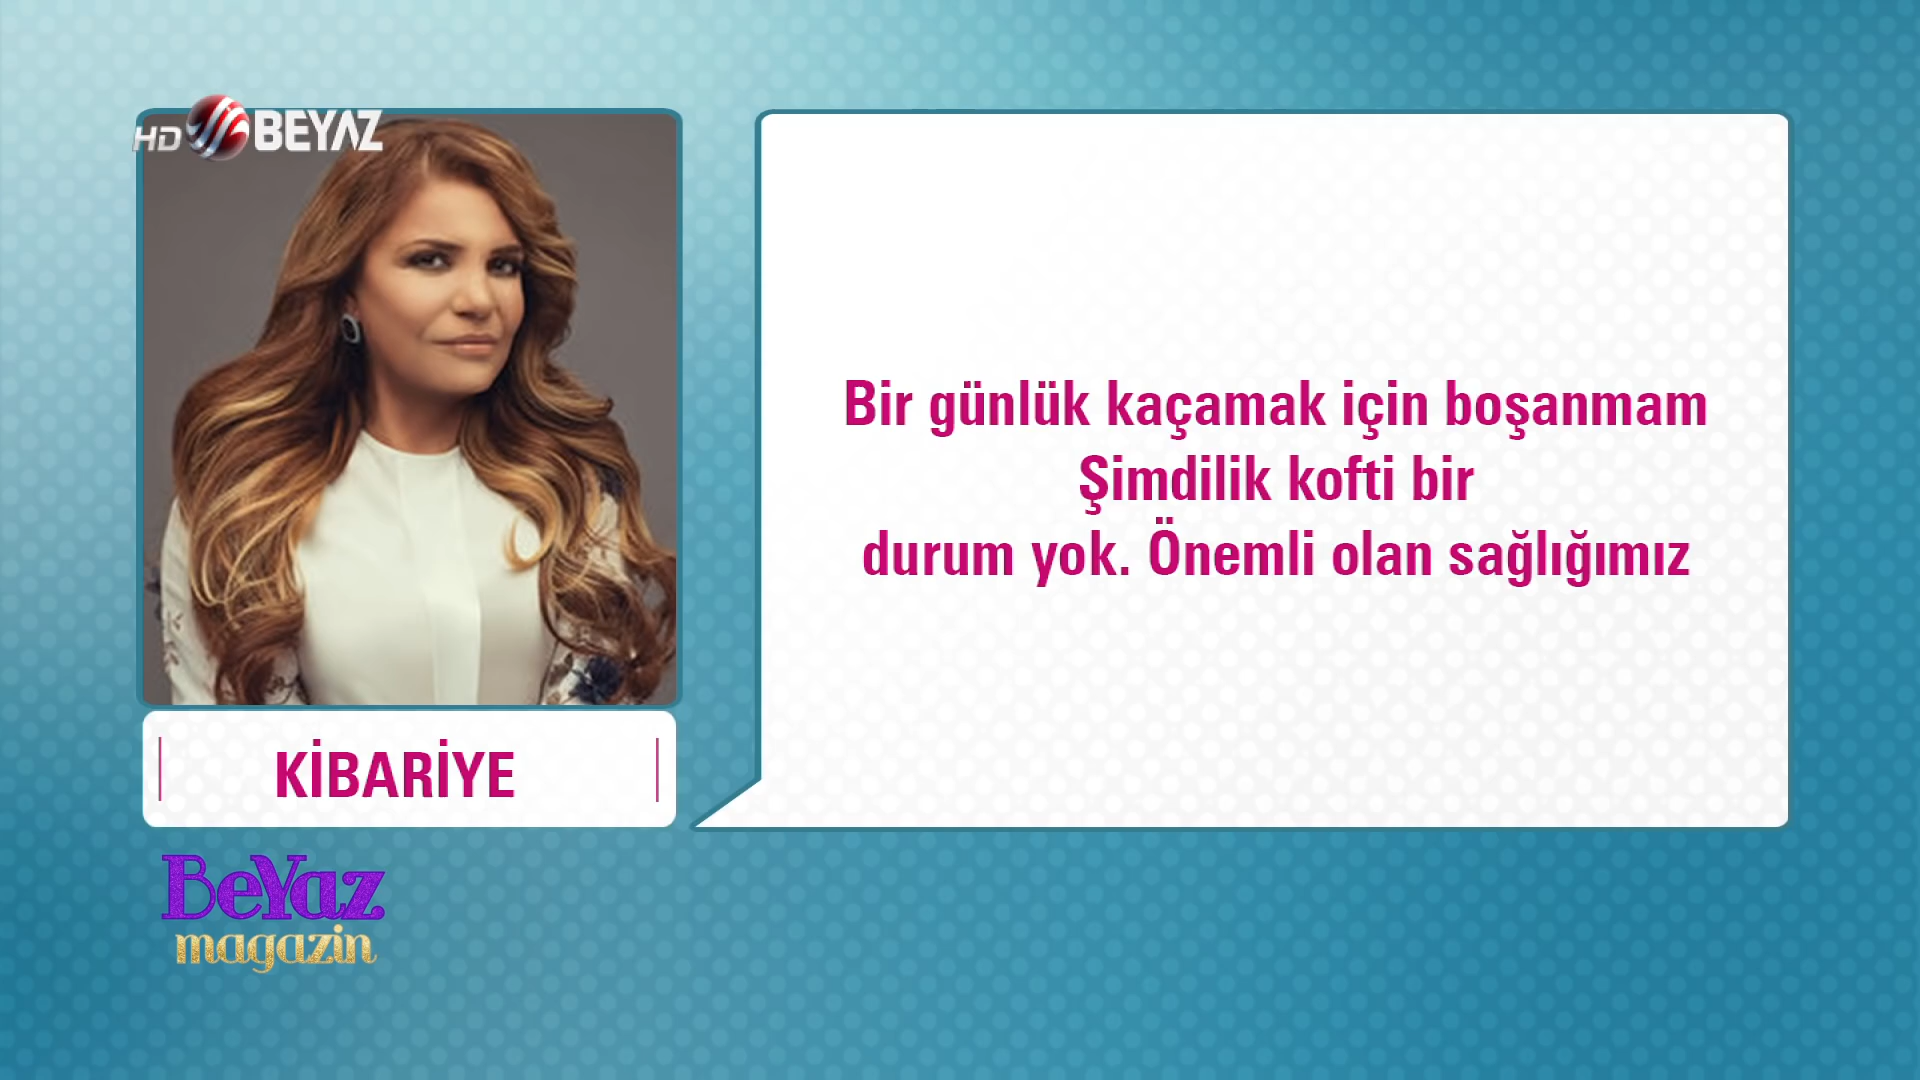 HD BEYAZ
Bir günlük kaçamak için boşanmam
Şimdilik kofti bir
durum yok. Önemli olan sağlığımız
KİBARİYE
BeYaz
magazin